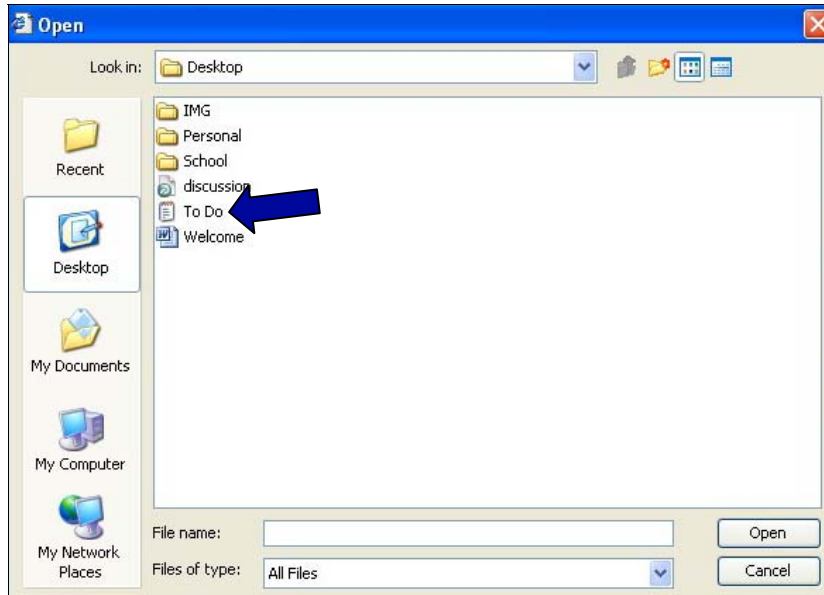 Open
Look in: Desktop
IMG
Personal
School
discussion
To Do
Welcome
Recent
Desktop
My Documents
My Computer
My Network
Places
File name:
Open
Files of type: All Files
Cancel